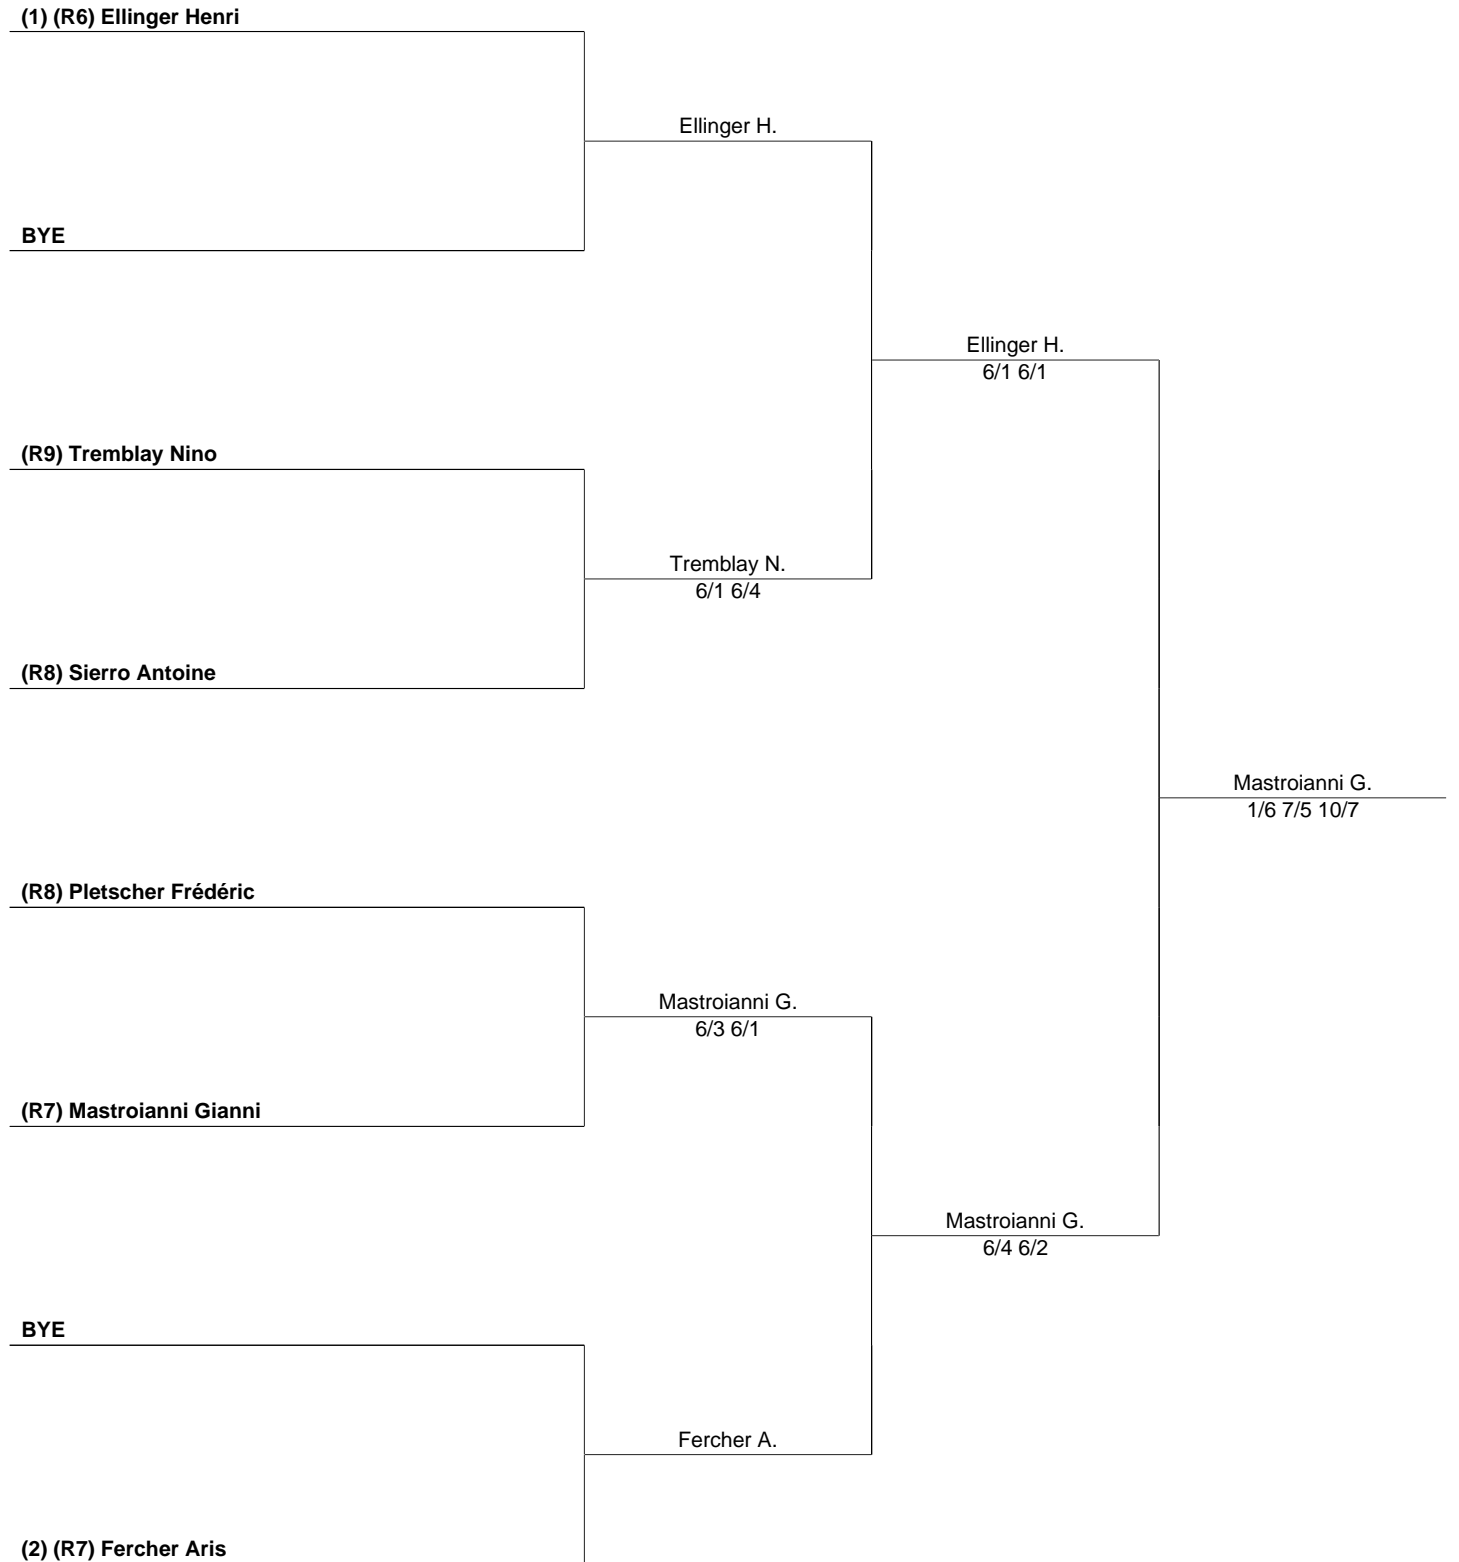 (1) (R6) Ellinger Henri
Ellinger H.
BYE
Ellinger H.
6/1 6/1
(R9) Tremblay Nino
Tremblay N.
6/1 6/4
(R8) Sierro Antoine
Mastroianni G.
1/6 7/5 10/7
(R8) Pletscher Frédéric
Mastroianni G.
6/3 6/1
(R7) Mastroianni Gianni
Mastroianni G.
6/4 6/2
BYE
Fercher A.
(2) (R7) Fercher Aris